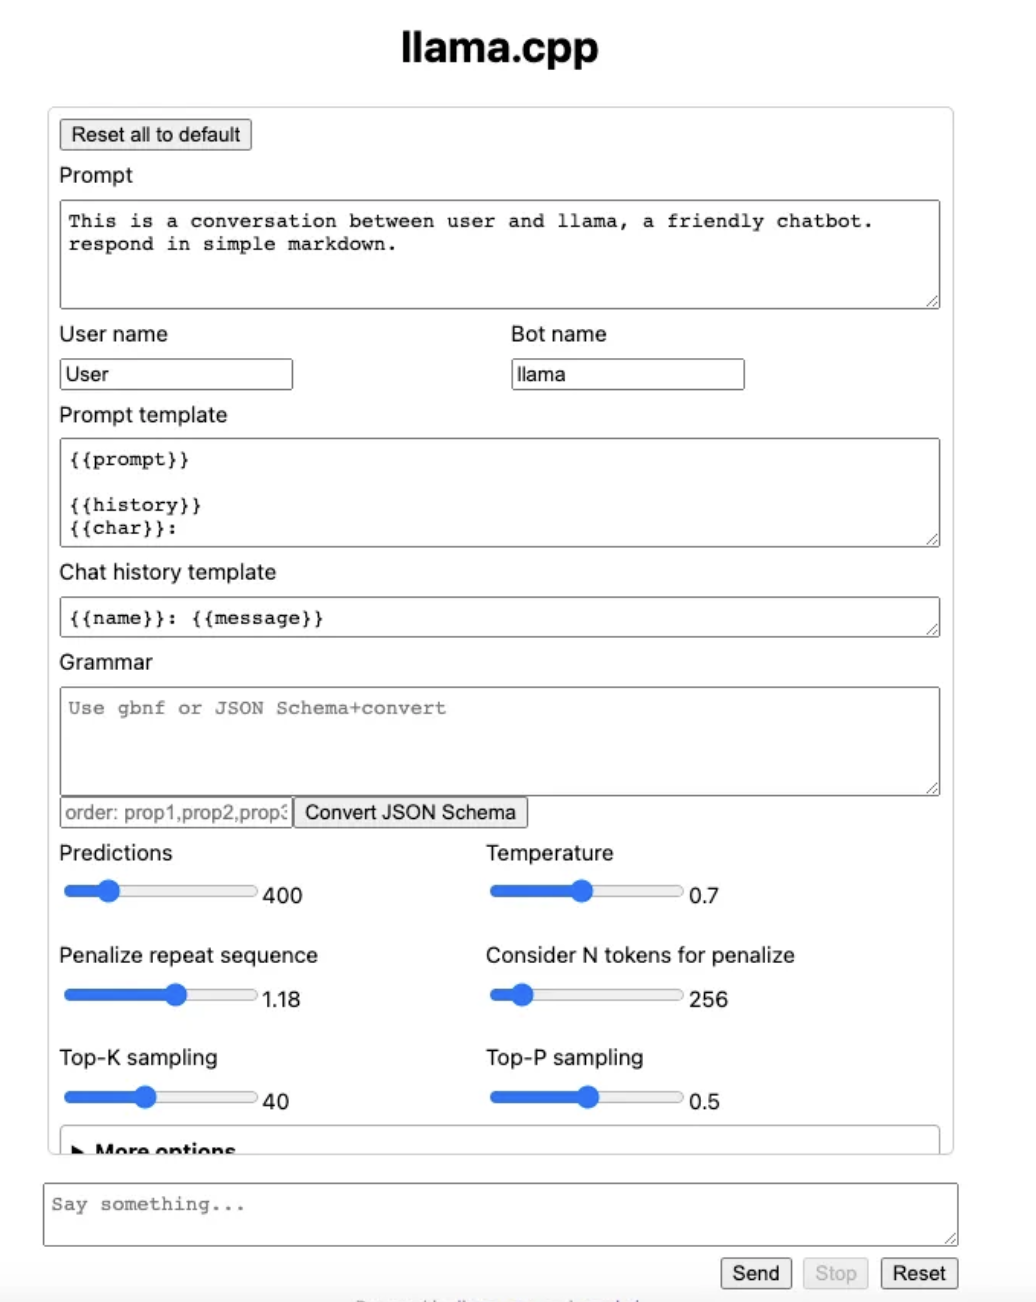 llama.cpp
Reset all to default
Prompt
This is a conversation between user and llama, a friendly chatbot.
respond in simple markdown.
User name Bot name
User llama
Prompt template
{{prompt}}
{{history}}
{{char}}:
Chat history template
{{name}}: {{message}}
Grammar
Use gbnf or JSON Schema+convert
order: prop1,prop2,prop3 Convert JSON Schema
Predictions Temperature
400 0.7
Penalize repeat sequence Consider N tokens for penalize
1.18 256
Top-K sampling Top-P sampling
40 0.5
More options
Say something...
Send Stop Reset